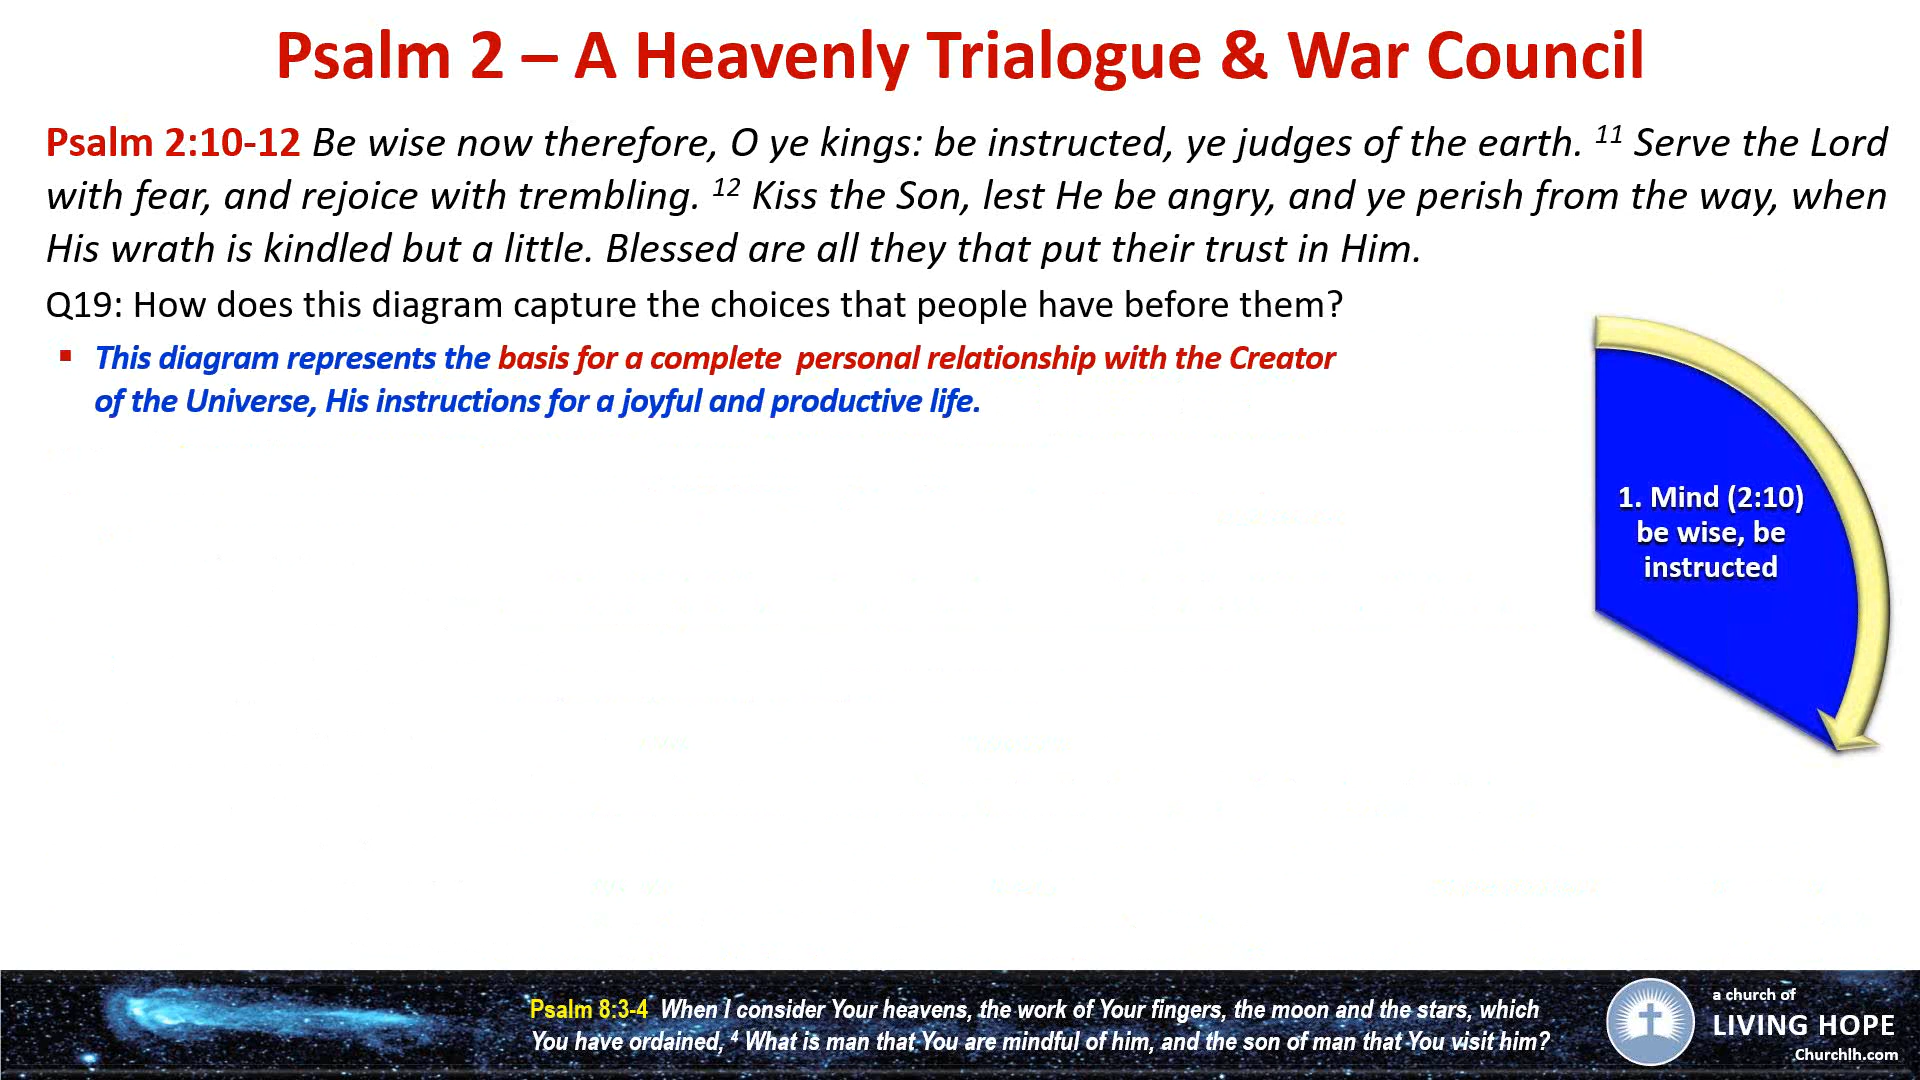 Psalm 2 – A Heavenly Trialogue & War Council
Psalm 2:10-12 Be wise now therefore, O ye kings: be instructed, ye judges of the earth. 11 Serve the Lord
with fear, and rejoice with trembling. 12 Kiss the Son, lest He be angry, and ye perish from the way, when
His wrath is kindled but a little. Blessed are all they that put their trust in Him.
Q19: How does this diagram capture the choices that people have before them?
▪ This diagram represents the basis for a complete personal relationship with the Creator
of the Universe, His instructions for a joyful and productive life.
1. Mind (2:10)
be wise, be
instructed
Psalm 8:3-4 When I consider Your heavens, the work of Your fingers, the moon and the stars, which
You have ordained, 4 What is man that You are mindful of him, and the son of man that You visit him?
a church of
LIVING HOPE
Churchlh.com